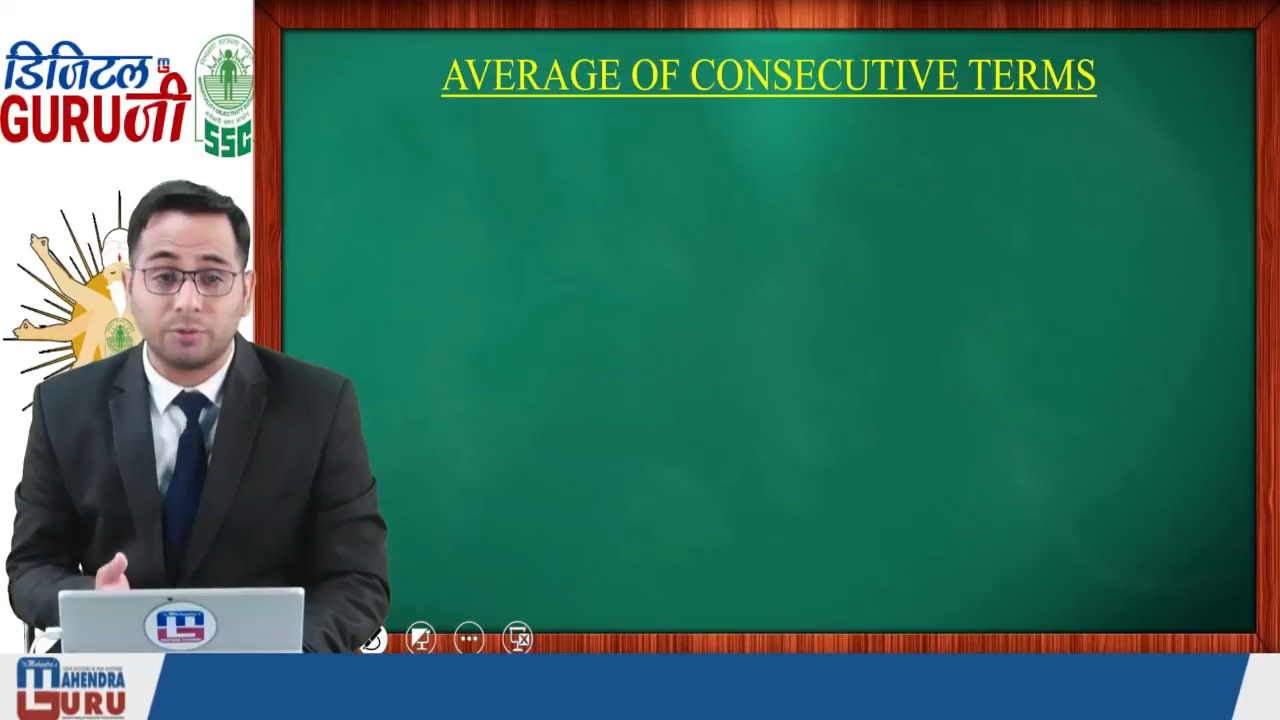 डिजिटल
GURUजी
SSC
AVERAGE OF CONSECUTIVE TERMS
MAHENDRA
GURU